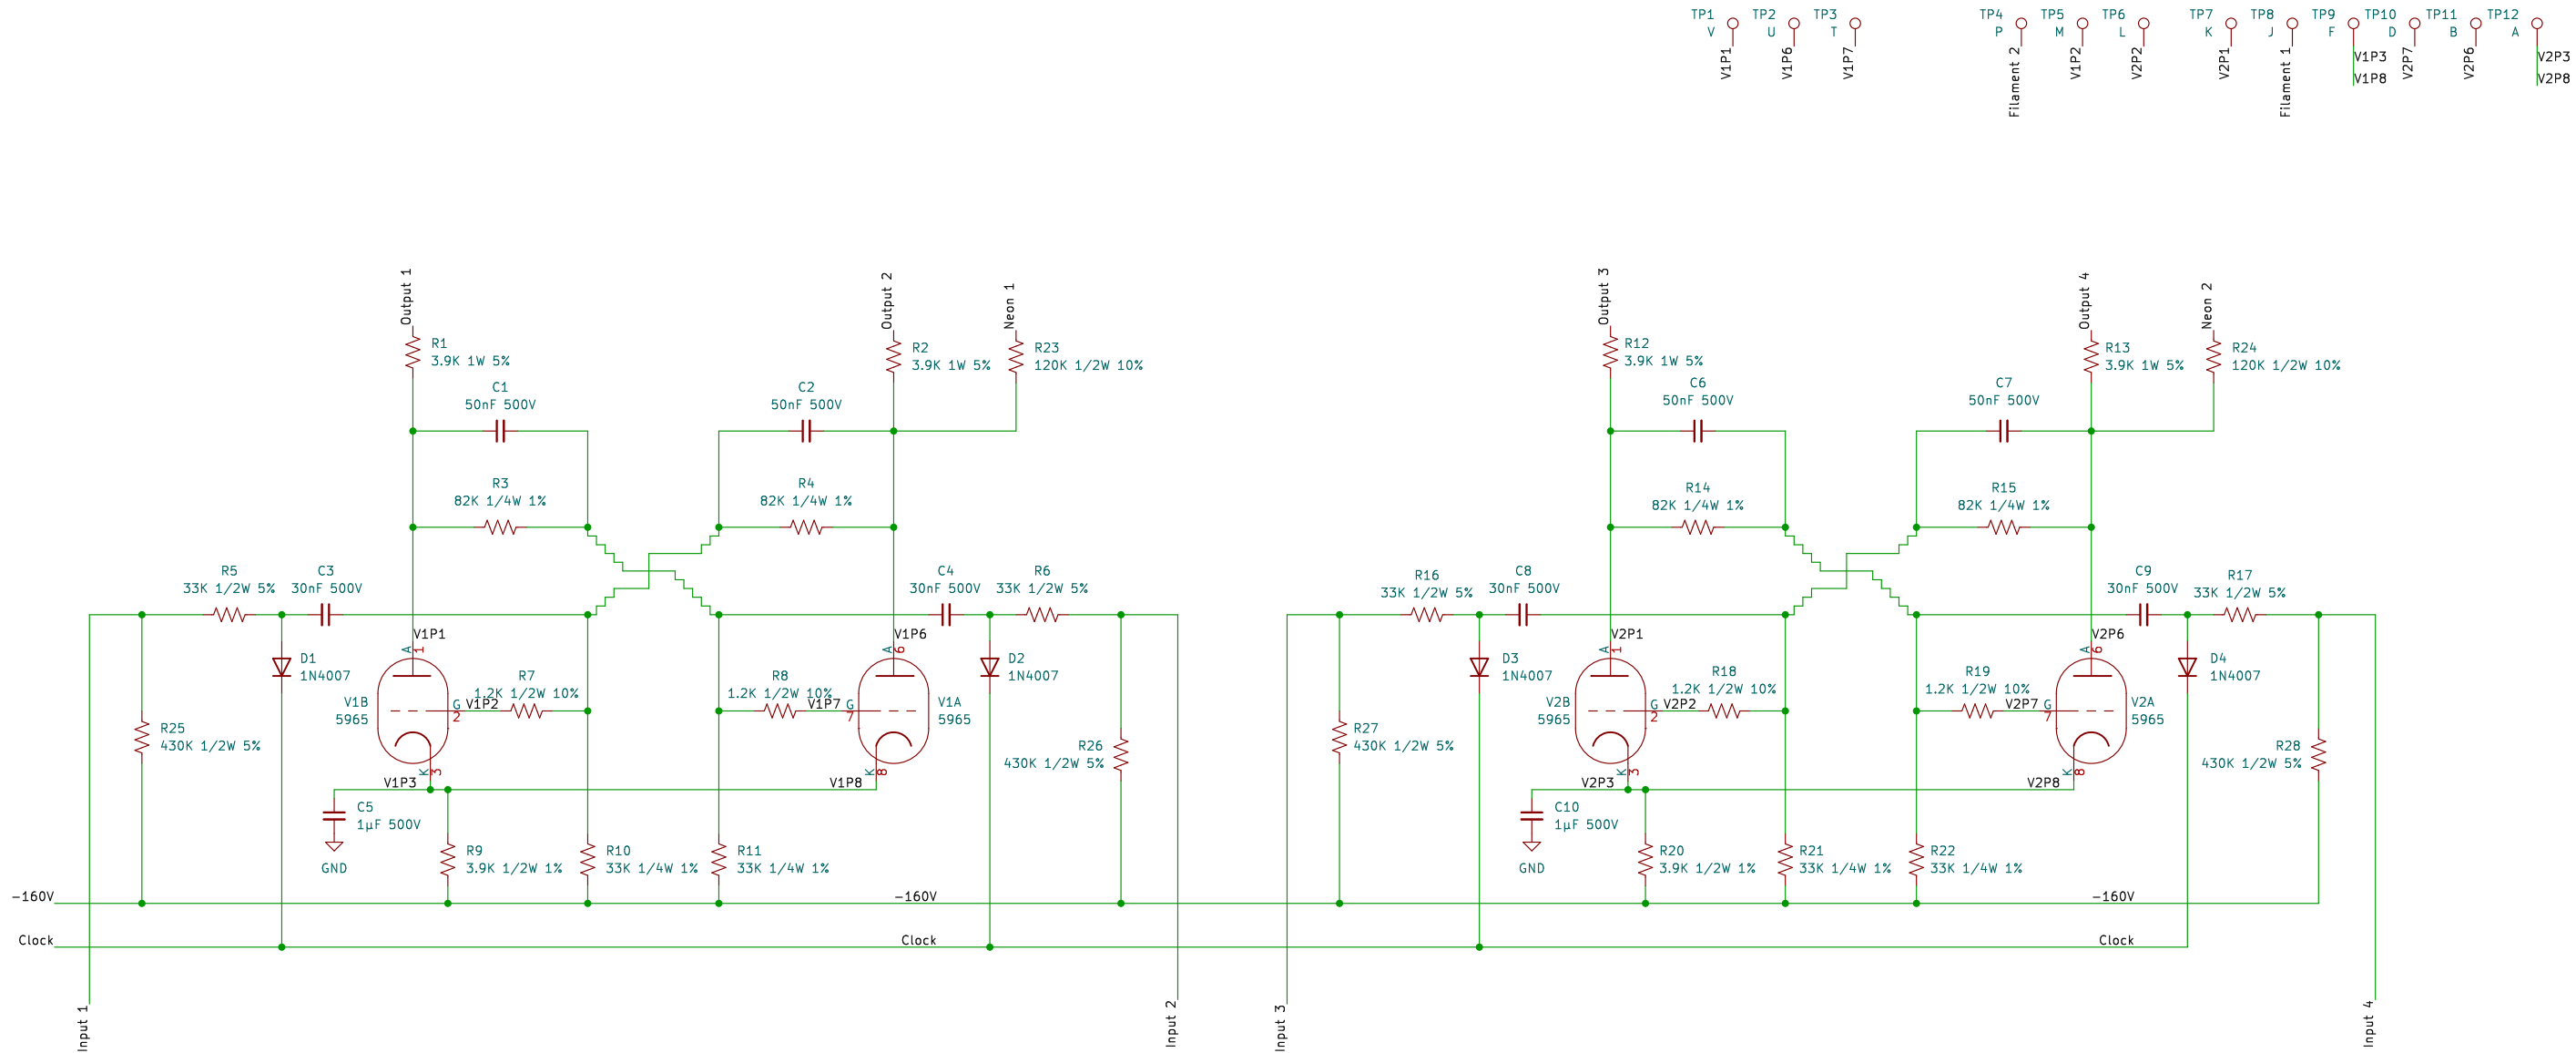 TP1 TP2 TP3 TP4 TP5 TP6 TP7 TP8 TP9 TP10 TP11 TP12
V U T P M L K J F D B A
V1P1 V1P6 V1P7 Filament 2 V1P2 V2P2 V2P1 Filament 1 V1P3 V2P7 V2P6 V2P3
V1P8 V2P8
Output 1 Output 2 Neon 1 Output 3 Output 4 Neon 2
R1
3.9K 1W 5%
R2
3.9K 1W 5%
R23
120K 1/2W 10%
R12
3.9K 1W 5%
R13
3.9K 1W 5%
R24
120K 1/2W 10%
C1
50nF 500V
C2
50nF 500V
C6
50nF 500V
C7
50nF 500V
R3
82K 1/4W 1%
R4
82K 1/4W 1%
R14
82K 1/4W 1%
R15
82K 1/4W 1%
R5
33K 1/2W 5%
C3
30nF 500V
C4
30nF 500V
R6
33K 1/2W 5%
R16
33K 1/2W 5%
C8
30nF 500V
C9
30nF 500V
R17
33K 1/2W 5%
V1P1
V1P6
V2P1
V2P6
A 1
A 6
A 1
A 6
D1
1N4007
R7
1.2K 1/2W 10%
R8
1.2K 1/2W 10%
D2
1N4007
D3
1N4007
R18
1.2K 1/2W 10%
R19
1.2K 1/2W 10%
D4
1N4007
V1B
5965
G V1P2
2
V1P7 G
7
V1A
5965
V2B
5965
G V2P2
2
V2P7 G
7
V2A
5965
R25
430K 1/2W 5%
R26
430K 1/2W 5%
R27
430K 1/2W 5%
R28
430K 1/2W 5%
K 3
K 8
K 3
K 8
V1P3
V1P8
V2P3
V2P8
C5
1µF 500V
GND
C10
1µF 500V
GND
R9
3.9K 1/2W 1%
R10
33K 1/4W 1%
R11
33K 1/4W 1%
R20
3.9K 1/2W 1%
R21
33K 1/4W 1%
R22
33K 1/4W 1%
-160V -160V -160V
Clock Clock Clock
Input 1 Input 2 Input 3 Input 4